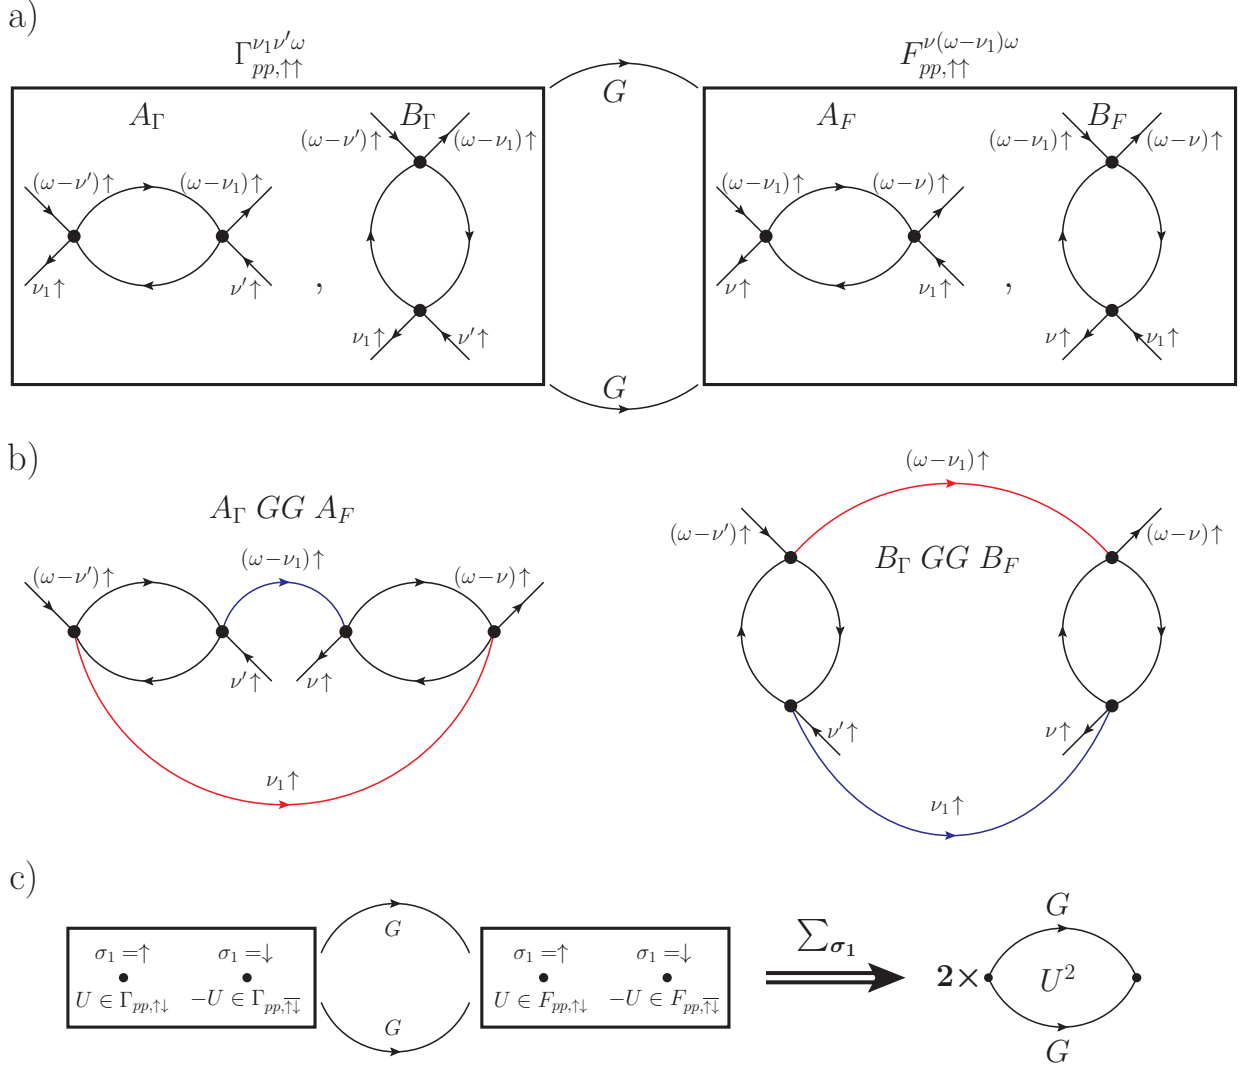 a)
Γ_{pp,↑↑}^{ν₁ν′ω}
F_{pp,↑↑}^{ν(ω−ν₁)ω}
G
A_Γ
B_Γ
A_F
B_F
(ω−ν′)↑
(ω−ν₁)↑
(ω−ν₁)↑
(ω−ν)↑
(ω−ν′)↑
(ω−ν₁)↑
(ω−ν₁)↑
(ω−ν)↑
ν₁↑
ν′↑
,
ν↑
ν₁↑
,
ν₁↑
ν′↑
ν↑
ν₁↑
G
b)
(ω−ν₁)↑
A_Γ GG A_F
(ω−ν′)↑
(ω−ν)↑
(ω−ν₁)↑
B_Γ GG B_F
(ω−ν′)↑
(ω−ν)↑
ν′↑
ν↑
ν′↑
ν↑
ν₁↑
ν₁↑
c)
G
σ₁=↑
σ₁=↓
G
σ₁=↑
σ₁=↓
∑_{σ₁}
U ∈ Γ_{pp,↑↓}
−U ∈ Γ_{pp,\overline{↑↓}}
U ∈ F_{pp,↑↓}
−U ∈ F_{pp,\overline{↑↓}}
2×
U²
G
G